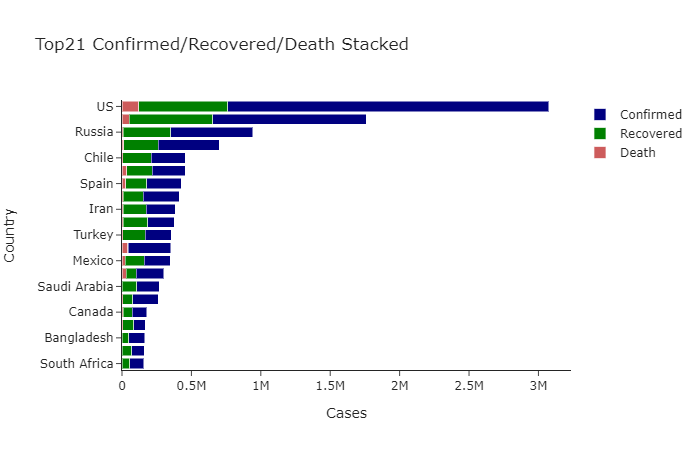 Top21 Confirmed/Recovered/Death Stacked
US
Russia
Chile
Spain
Iran
Turkey
Mexico
Saudi Arabia
Canada
Bangladesh
South Africa
Country
0
0.5M
1M
1.5M
2M
2.5M
3M
Cases
Confirmed
Recovered
Death